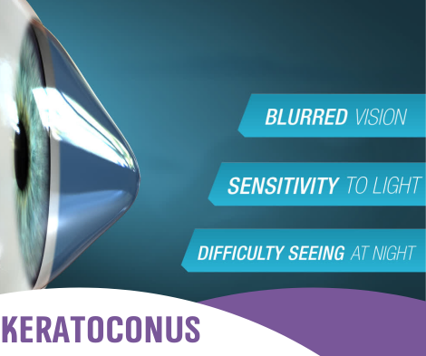 BLURRED VISION
SENSITIVITY TO LIGHT
DIFFICULTY SEEING AT NIGHT
KERATOCONUS